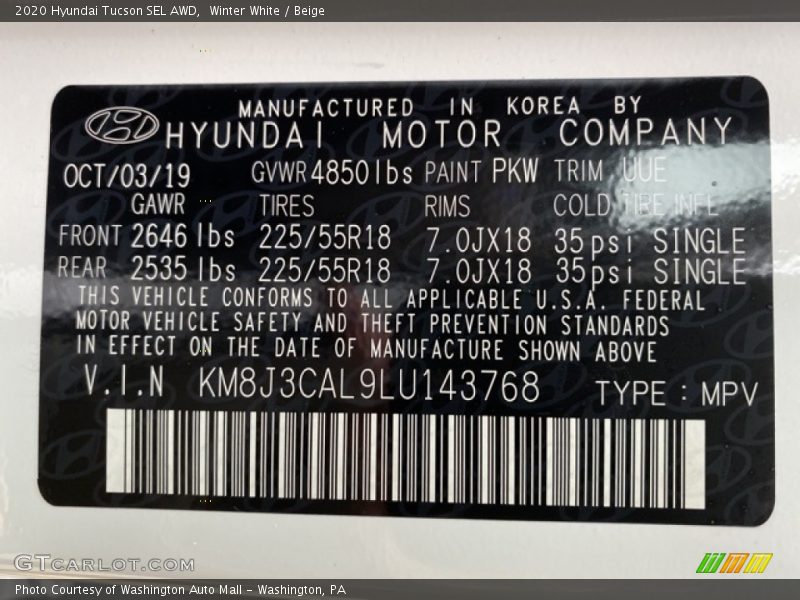 2020 Hyundai Tucson SEL AWD,  Winter White / Beige
MANUFACTURED IN KOREA BY
HYUNDAI MOTOR COMPANY
OCT/03/19 GVWR 4850lbs PAINT PKW TRIM UUE
GAWR TIRES RIMS COLD TIRE INFL
FRONT 2646 lbs 225/55R18 7.0JX18 35psi SINGLE
REAR 2535 lbs 225/55R18 7.0JX18 35psi SINGLE
THIS VEHICLE CONFORMS TO ALL APPLICABLE U.S.A. FEDERAL
MOTOR VEHICLE SAFETY AND THEFT PREVENTION STANDARDS
IN EFFECT ON THE DATE OF MANUFACTURE SHOWN ABOVE
V.I.N KM8J3CAL9LU143768 TYPE : MPV
GTCARLOT.COM
Photo Courtesy of Washington Auto Mall - Washington, PA